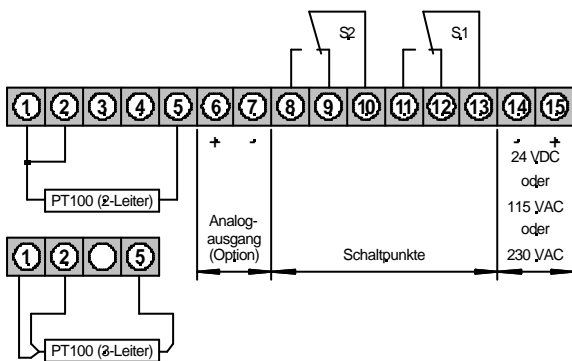 S2 S1
1 2 3 4 5 6 7 8 9 10 11 12 13 14 15
+ - - +
PT100 (2-Leiter)
24 VDC
oder
115 VAC
oder
230 VAC
Analog-
ausgang
(Option)
Schaltpunkte
1 2 5
PT100 (3-Leiter)